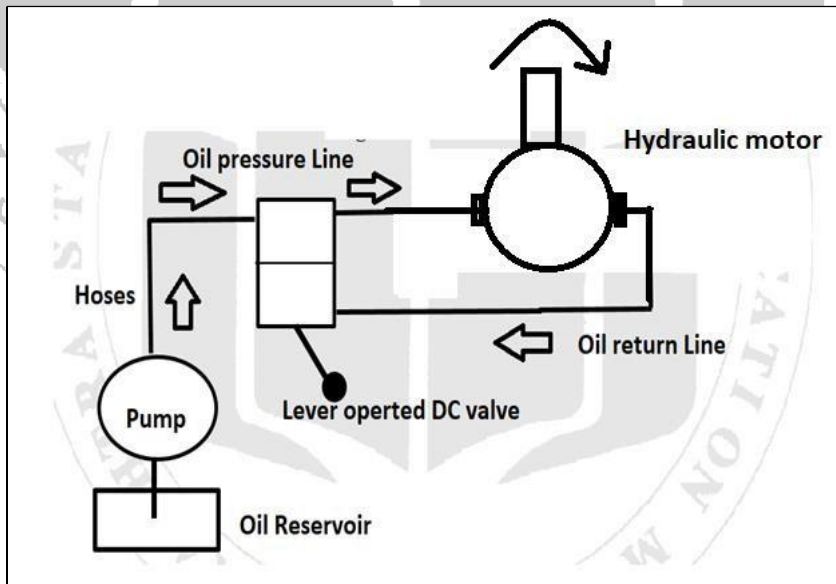 Hydraulic motor
Oil pressure Line
Hoses
Oil return Line
Lever operted DC valve
Pump
Oil Reservoir